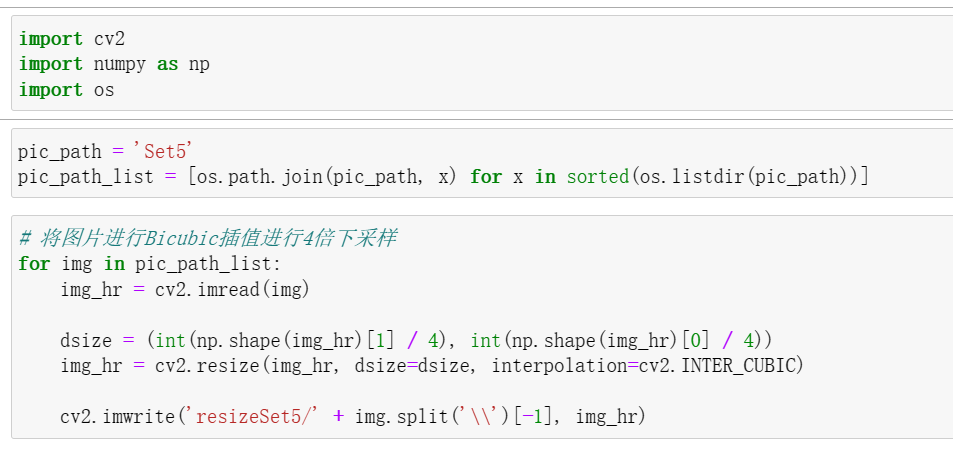 import cv2
import numpy as np
import os
pic_path = 'Set5'
pic_path_list = [os.path.join(pic_path, x) for x in sorted(os.listdir(pic_path))]
# 将图片进行Bicubic插值进行4倍下采样
for img in pic_path_list:
    img_hr = cv2.imread(img)
    dsize = (int(np.shape(img_hr)[1] / 4), int(np.shape(img_hr)[0] / 4))
    img_hr = cv2.resize(img_hr, dsize=dsize, interpolation=cv2.INTER_CUBIC)
    cv2.imwrite('resizeSet5/' + img.split('\\')[-1], img_hr)